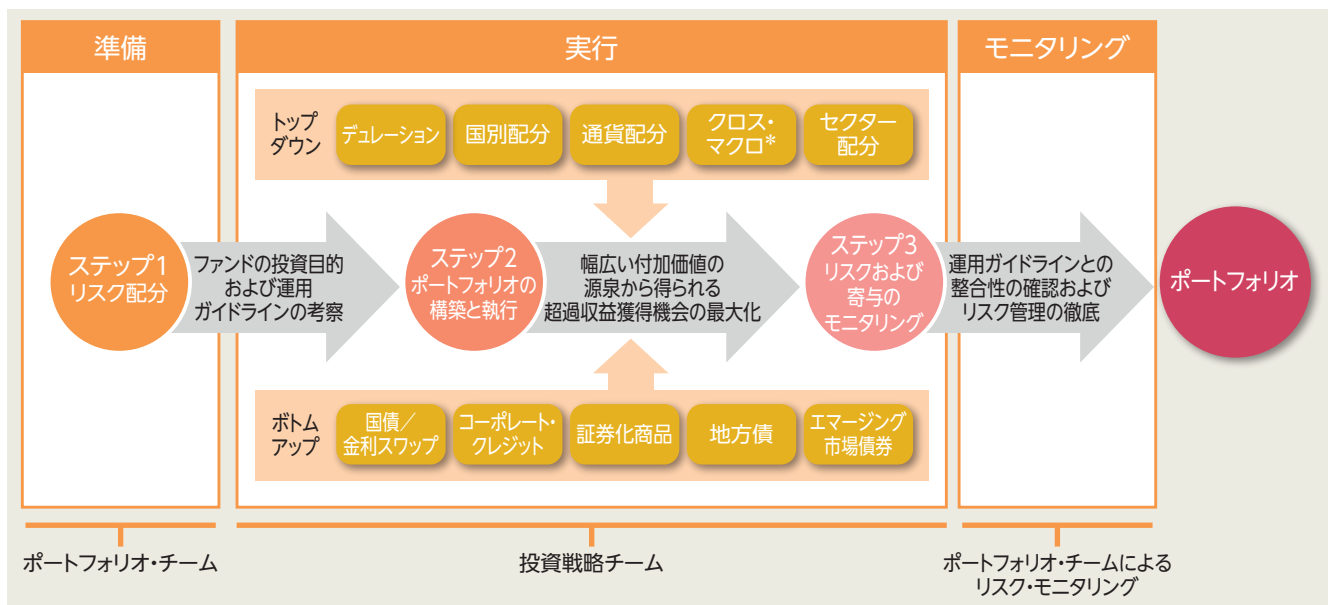 準備
実行
モニタリング
トップ
ダウン
デュレーション
国別配分
通貨配分
クロス・
マクロ*
セクター
配分
ステップ1
リスク配分
ファンドの投資目的
および運用
ガイドラインの考察
ステップ2
ポートフォリオの
構築と執行
幅広い付加価値の
源泉から得られる
超過収益獲得機会の最大化
ステップ3
リスクおよび
寄与の
モニタリング
運用ガイドラインとの
整合性の確認および
リスク管理の徹底
ポートフォリオ
ボトム
アップ
国債／
金利スワップ
コーポレート・
クレジット
証券化商品
地方債
エマージング
市場債券
ポートフォリオ・チーム
投資戦略チーム
ポートフォリオ・チームによる
リスク・モニタリング